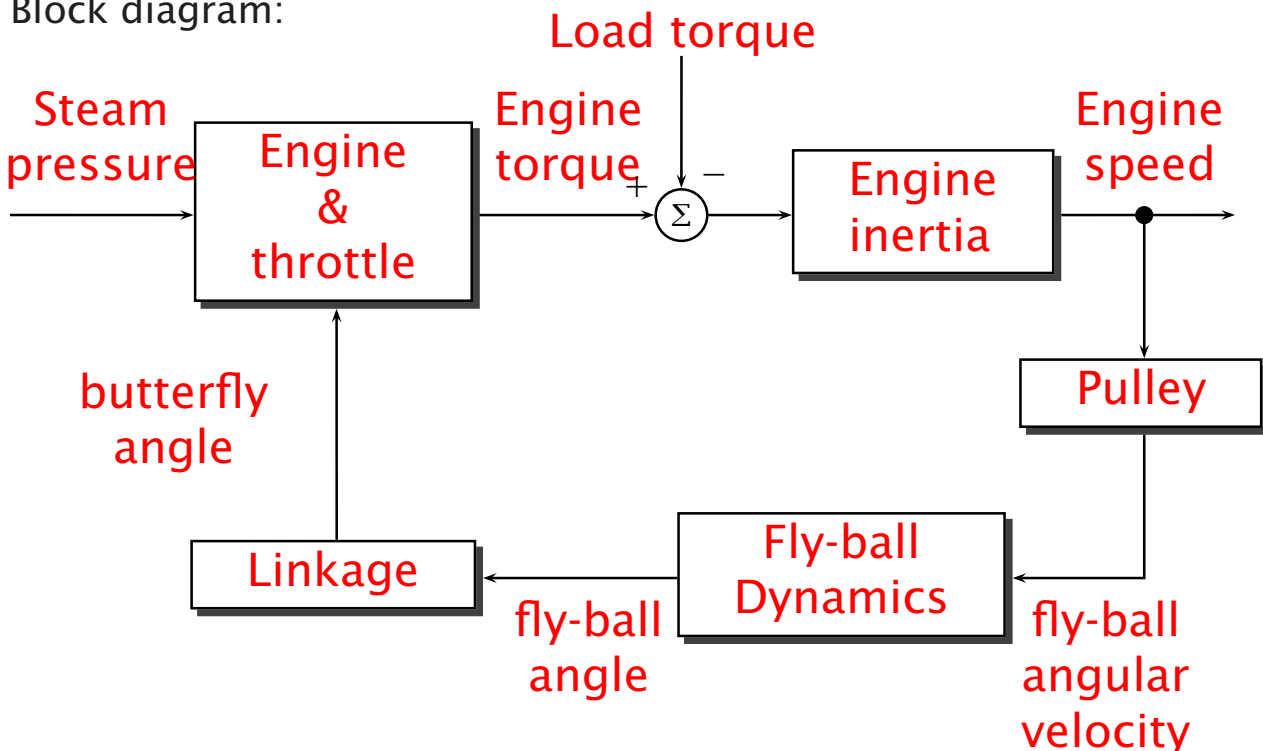 Block diagram:
Load torque
Steam
pressure
Engine
&
throttle
Engine
torque
+
−
Σ
Engine
inertia
Engine
speed
Pulley
butterfly
angle
Linkage
fly-ball
angle
Fly-ball
Dynamics
fly-ball
angular
velocity